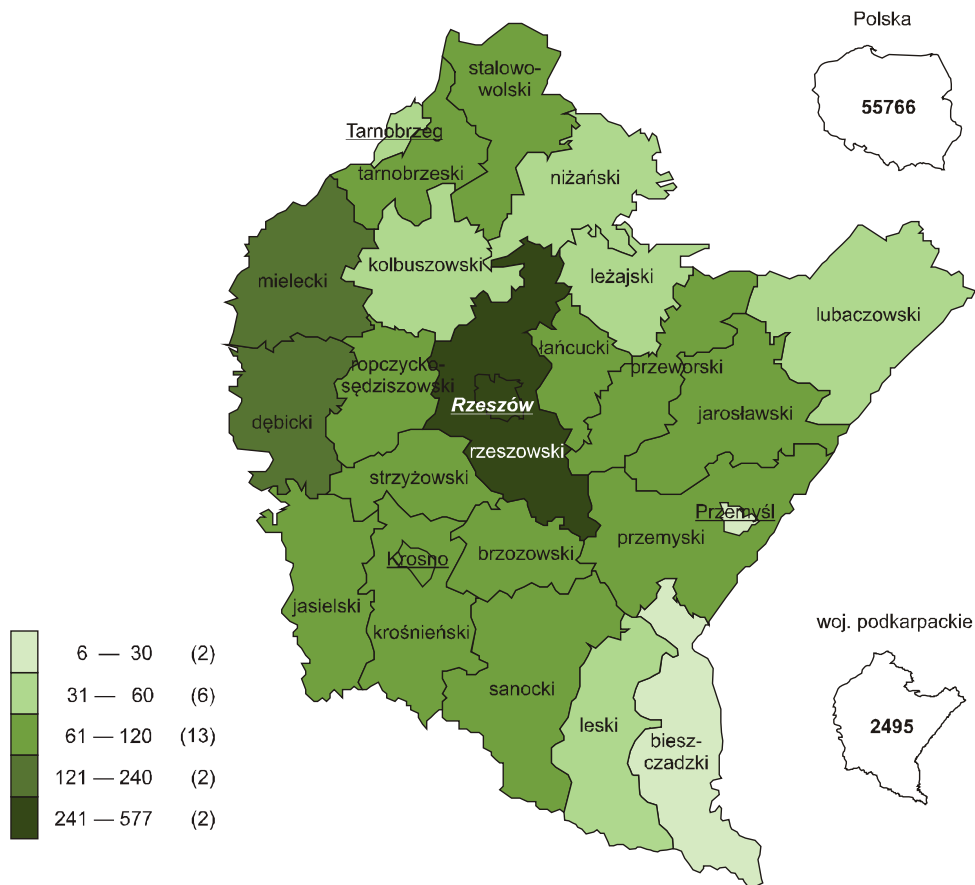 Polska
55766
stalowo-
wolski
Tarnobrzeg
tarnobrzeski
niżański
kolbuszowski
leżajski
mielecki
lubaczowski
łańcucki
ropczycko-
sędziszowski
przeworski
jarosławski
Rzeszów
dębicki
rzeszowski
strzyżowski
Przemyśl
przemyski
brzozowski
Krosno
jasielski
krośnieński
sanocki
leski
biesz-
czadzki
woj. podkarpackie
2495
6 — 30 (2)
31 — 60 (6)
61 — 120 (13)
121 — 240 (2)
241 — 577 (2)